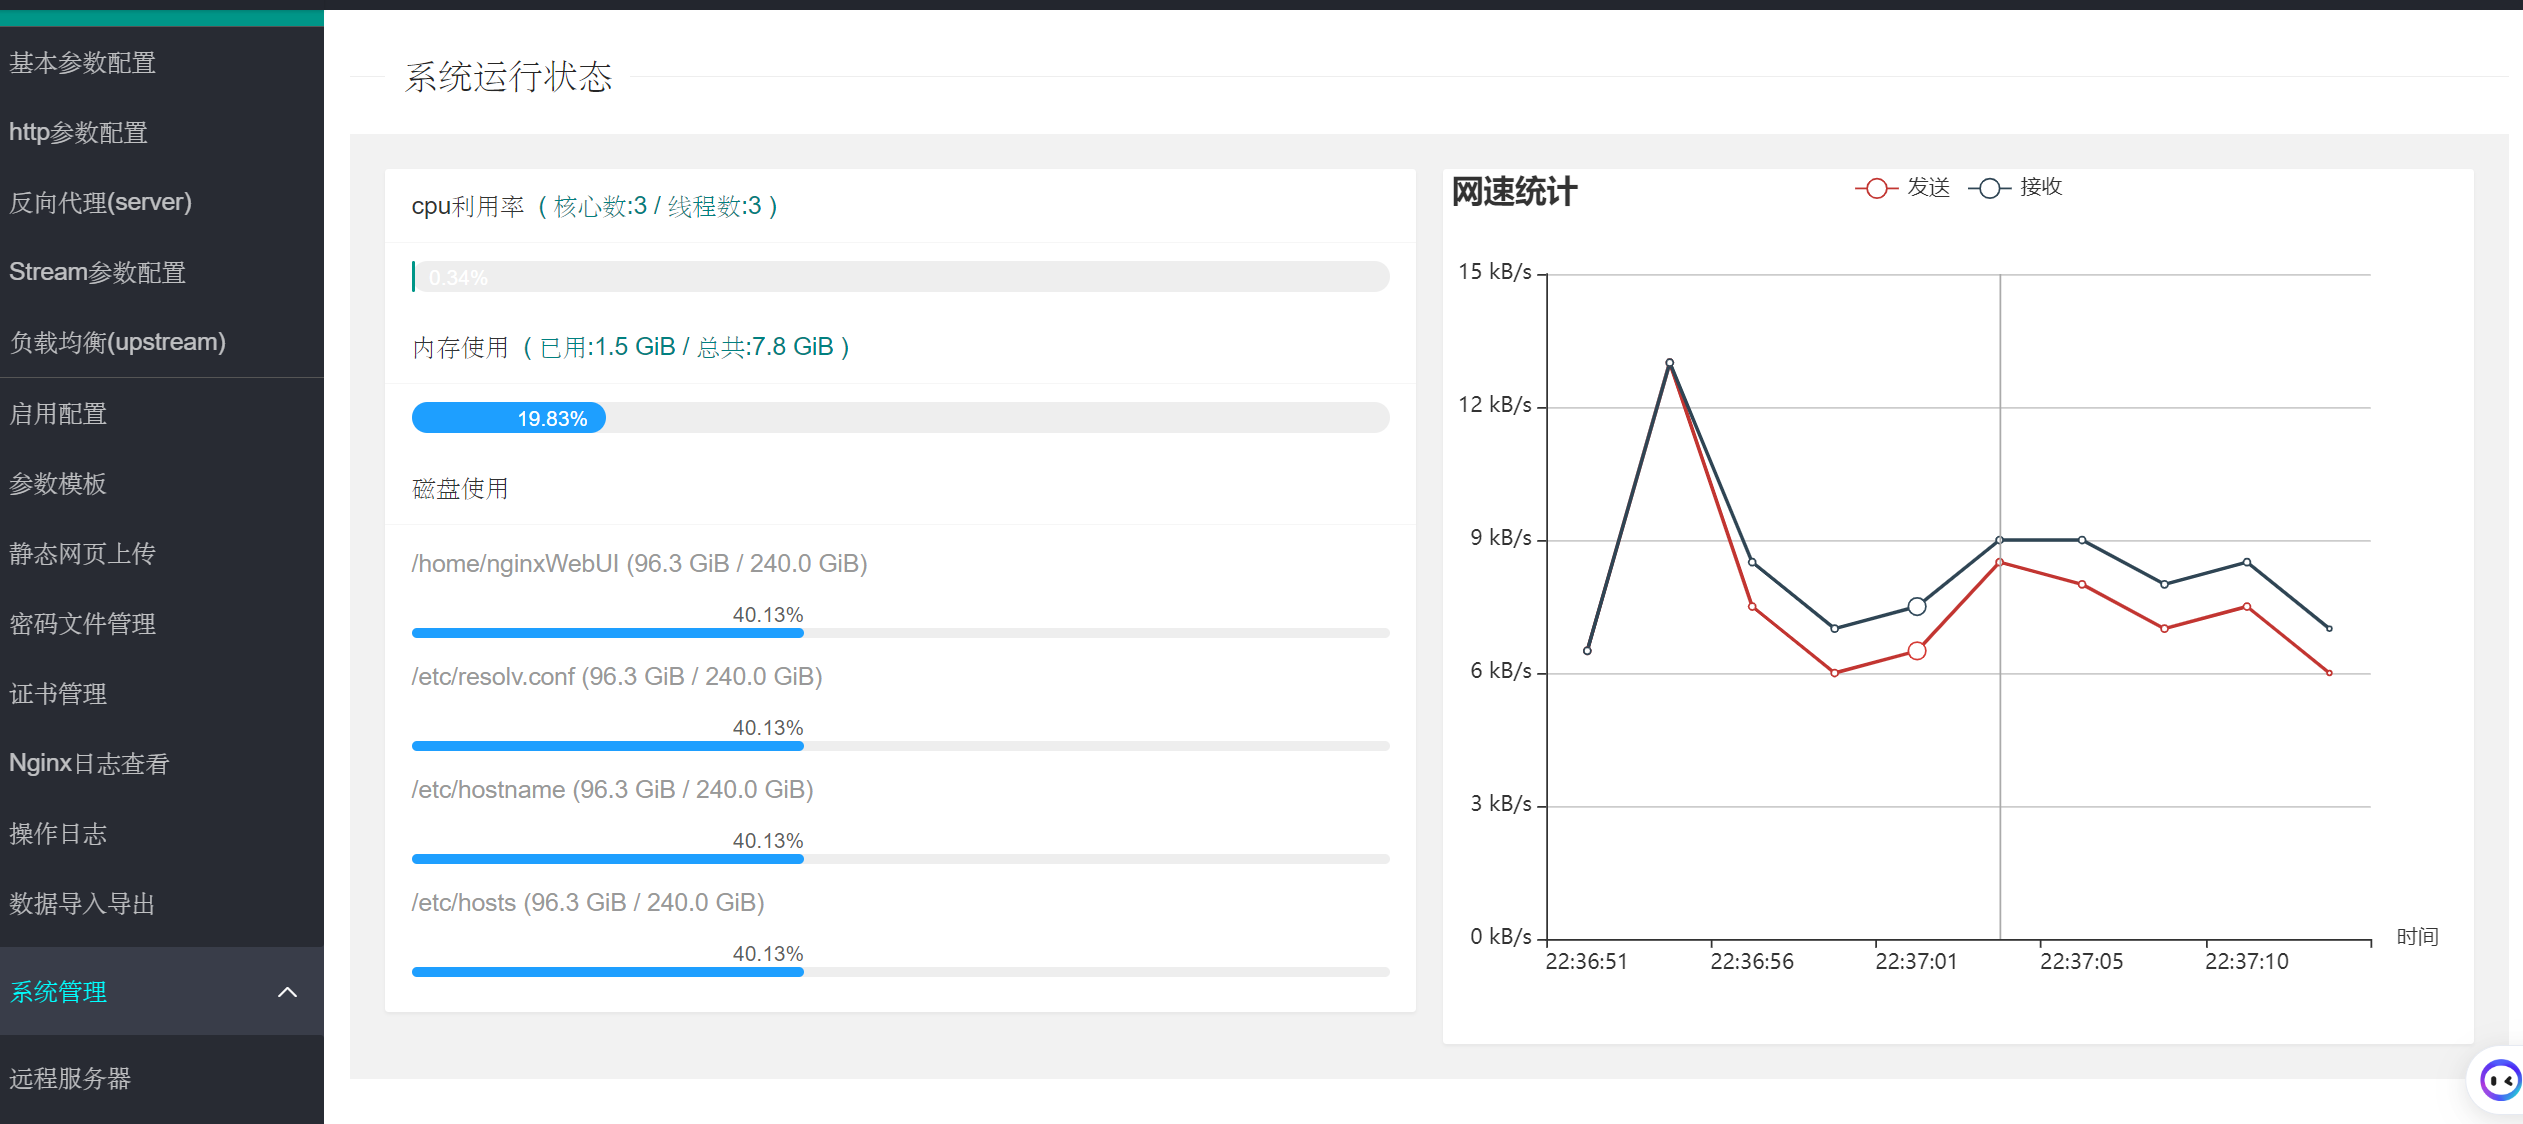 基本参数配置
http参数配置
反向代理(server)
Stream参数配置
负载均衡(upstream)
启用配置
参数模板
静态网页上传
密码文件管理
证书管理
Nginx日志查看
操作日志
数据导入导出
系统管理
远程服务器
系统运行状态
cpu利用率 ( 核心数:3 / 线程数:3 )
0.34%
内存使用 ( 已用:1.5 GiB / 总共:7.8 GiB )
19.83%
磁盘使用
/home/nginxWebUI (96.3 GiB / 240.0 GiB)
40.13%
/etc/resolv.conf (96.3 GiB / 240.0 GiB)
40.13%
/etc/hostname (96.3 GiB / 240.0 GiB)
40.13%
/etc/hosts (96.3 GiB / 240.0 GiB)
40.13%
网速统计
发送 接收
15 kB/s
12 kB/s
9 kB/s
6 kB/s
3 kB/s
0 kB/s
时间
22:36:51 22:36:56 22:37:01 22:37:05 22:37:10